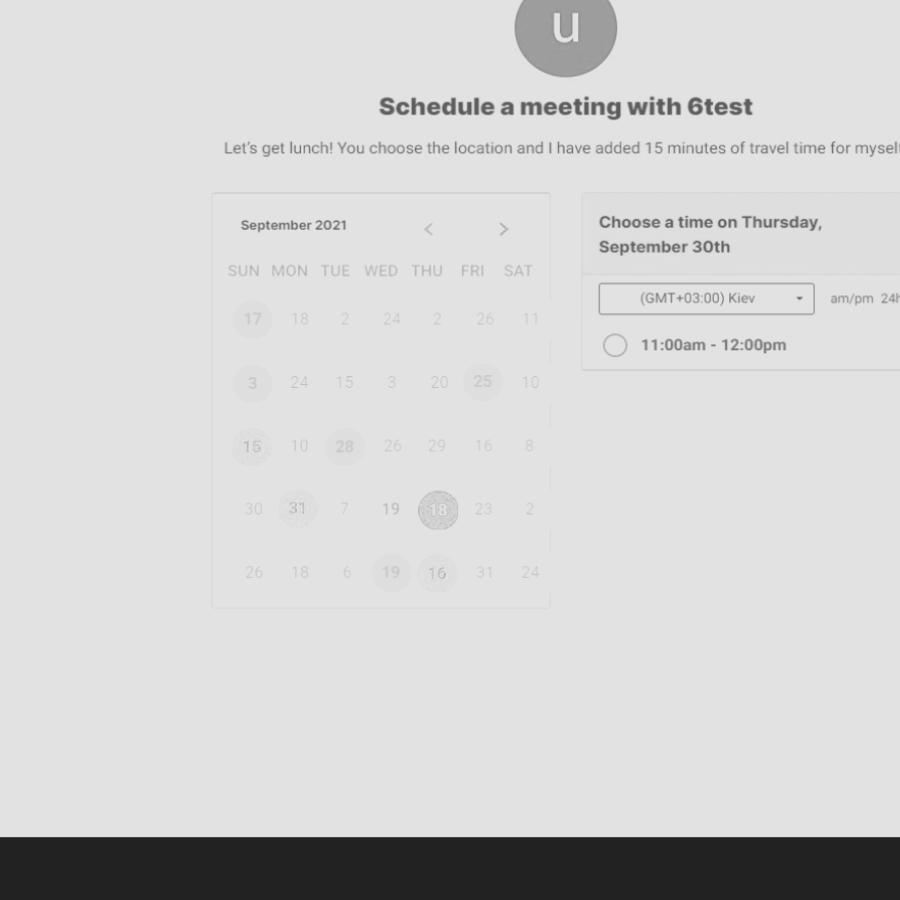 u
Schedule a meeting with 6test
Let's get lunch! You choose the location and I have added 15 minutes of travel time for myself
September 2021
SUN MON TUE WED THU FRI SAT
17 18 2 24 2 26 11
3 24 15 3 20 25 10
15 10 28 26 29 16 8
30 31 7 19 18 23 2
26 18 6 19 16 31 24
Choose a time on Thursday,
September 30th
(GMT+03:00) Kiev am/pm 24h
11:00am - 12:00pm